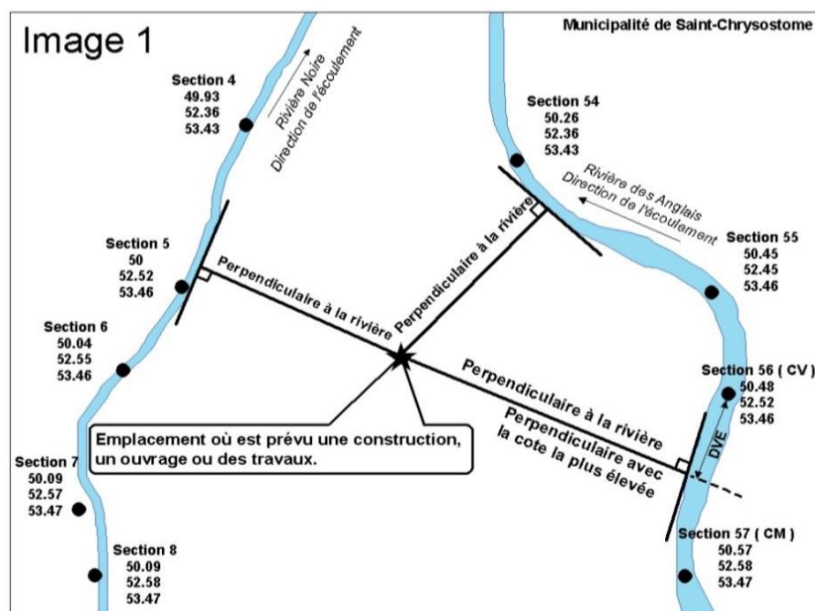 Image 1
Municipalité de Saint-Chrysostome
Section 4
49.93
52.36
53.43
Rivière Noire
Direction de l'écoulement
Section 54
50.26
52.36
53.43
Rivière des Anglais
Direction de l'écoulement
Section 5
50
52.52
53.46
Perpendiculaire à la rivière
Perpendiculaire à la rivière
Section 55
50.45
52.45
53.46
Section 6
50.04
52.55
53.46
Section 56 ( CV )
50.48
52.52
53.46
Perpendiculaire à la rivière
Perpendiculaire avec
la cote la plus élevée
DVE
Emplacement où est prévu une construction,
un ouvrage ou des travaux.
Section 7
50.09
52.57
53.47
Section 8
50.09
52.58
53.47
Section 57 ( CM )
50.57
52.58
53.47